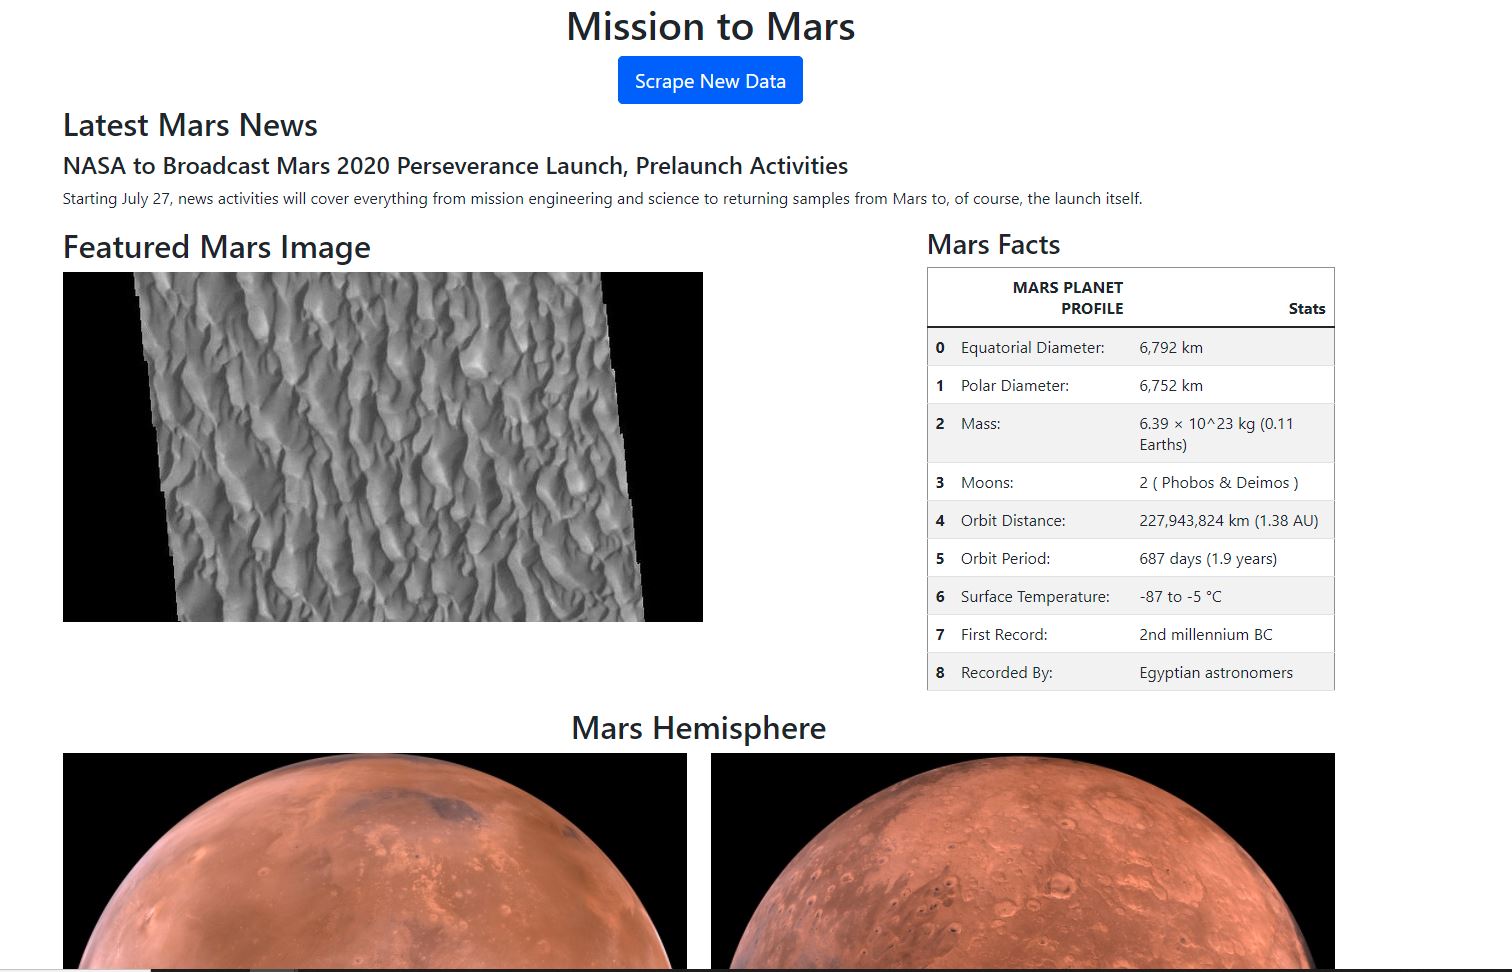 Mission to Mars
Scrape New Data
Latest Mars News
NASA to Broadcast Mars 2020 Perseverance Launch, Prelaunch Activities
Starting July 27, news activities will cover everything from mission engineering and science to returning samples from Mars to, of course, the launch itself.
Featured Mars Image
Mars Facts
MARS PLANET
PROFILE Stats
0 Equatorial Diameter: 6,792 km
1 Polar Diameter: 6,752 km
2 Mass: 6.39 × 10^23 kg (0.11
Earths)
3 Moons: 2 ( Phobos & Deimos )
4 Orbit Distance: 227,943,824 km (1.38 AU)
5 Orbit Period: 687 days (1.9 years)
6 Surface Temperature: -87 to -5 °C
7 First Record: 2nd millennium BC
8 Recorded By: Egyptian astronomers
Mars Hemisphere